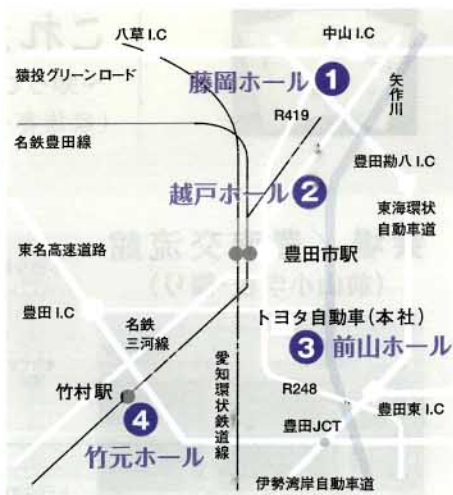 八草 I.C
中山 I.C
猿投グリーンロード
藤岡ホール 1
矢作川
R419
名鉄豊田線
豊田勘八 I.C
越戸ホール 2
東海環状
自動車道
東名高速道路
豊田市駅
豊田 I.C
トヨタ自動車(本社)
名鉄
三河線
3 前山ホール
愛知環状鉄道線
竹村駅
R248
豊田東 I.C
4
豊田JCT
竹元ホール
伊勢湾岸自動車道